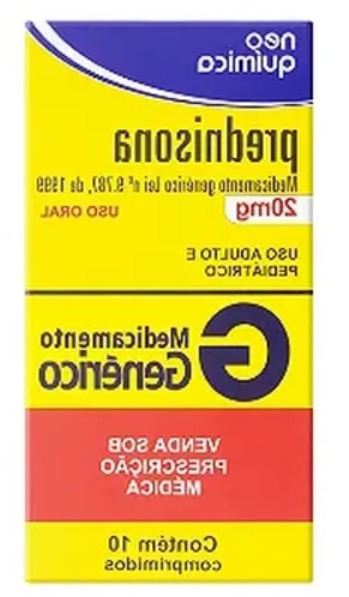 neo
química
prednisona
Medicamento genérico lei nº 9.787, de 1999
20mg
USO ORAL
USO ADULTO E
PEDIÁTRICO
G
Medicamento
Genérico
VENDA SOB
PRESCRIÇÃO
MÉDICA
Contém 10
comprimidos